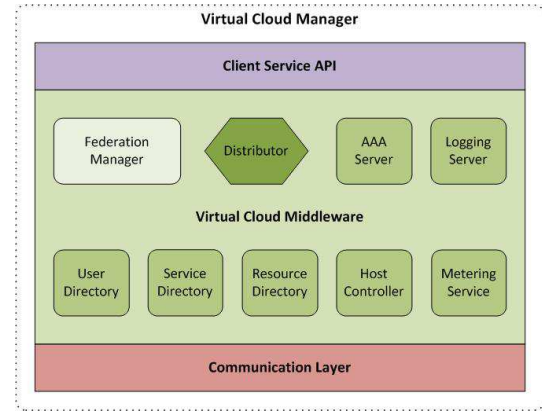 Virtual Cloud Manager
Client Service API
Federation
Manager
Distributor
AAA
Server
Logging
Server
Virtual Cloud Middleware
User
Directory
Service
Directory
Resource
Directory
Host
Controller
Metering
Service
Communication Layer